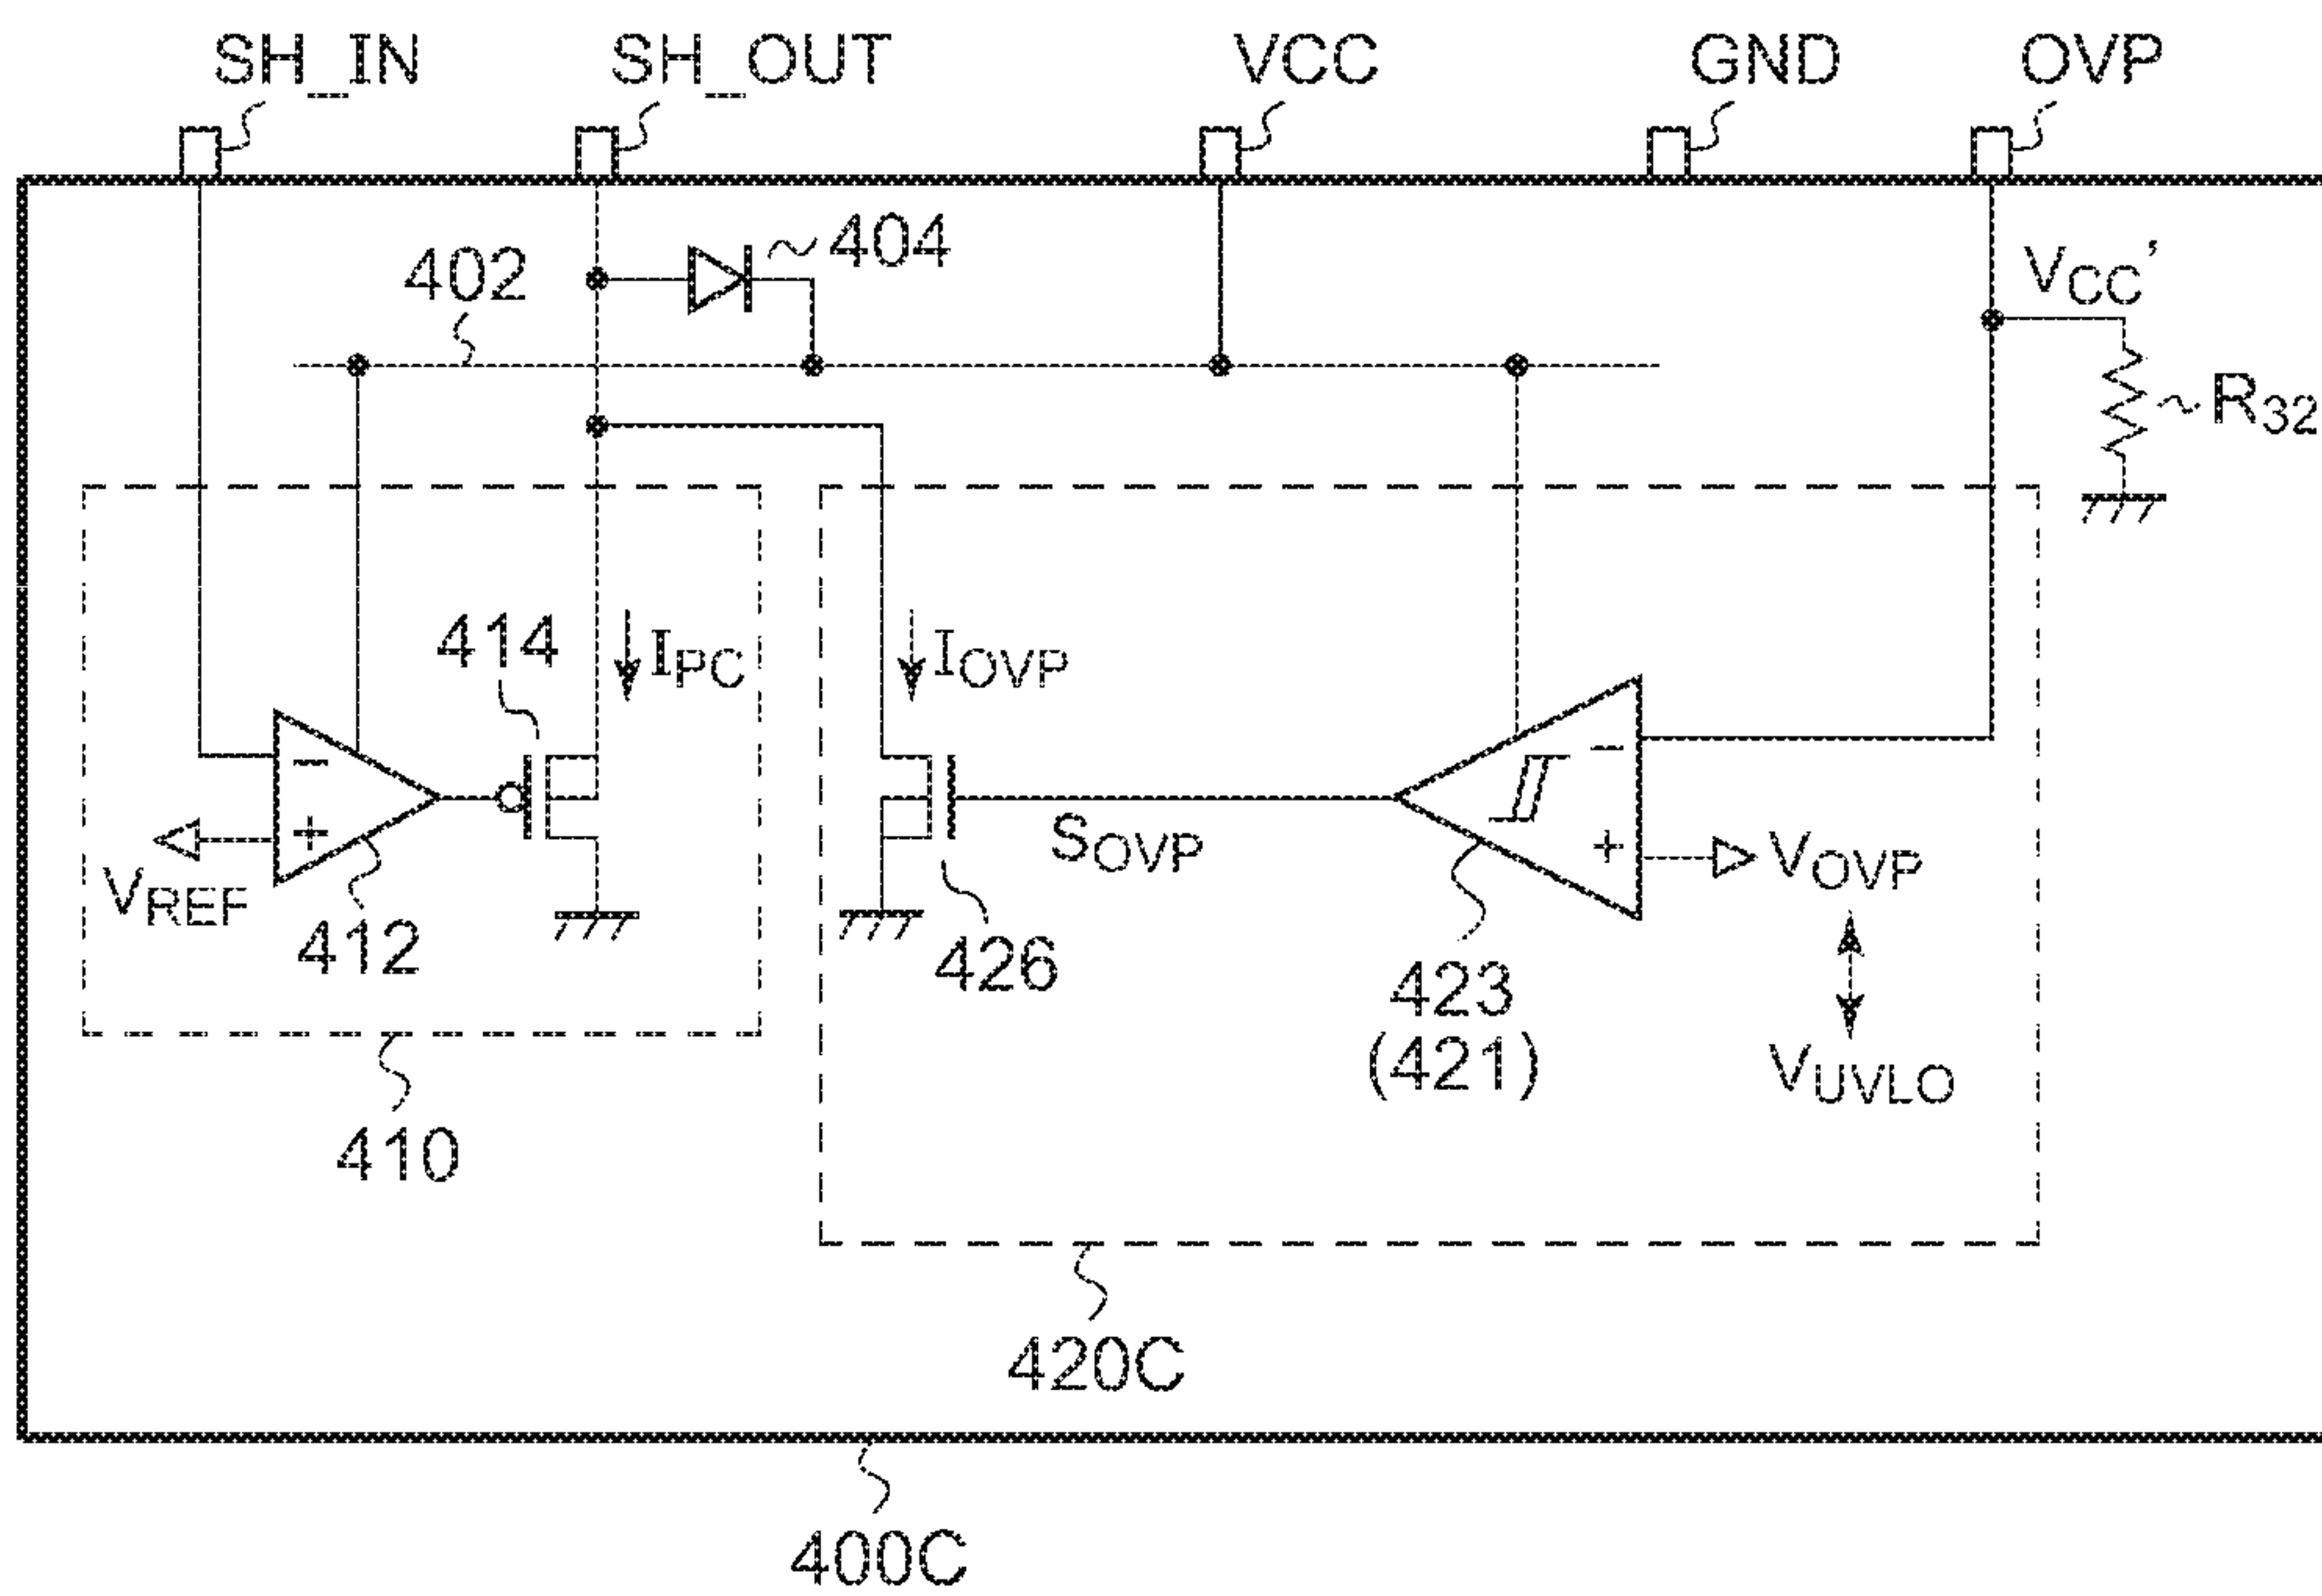 SH_IN SH_OUT VCC GND OVP
404
402
VCC'
R32
414
IPC
IOVP
−
+
VREF
412
SOVP
426
−
+
VOVP
423
(421)
VUVLO
410
420C
400C